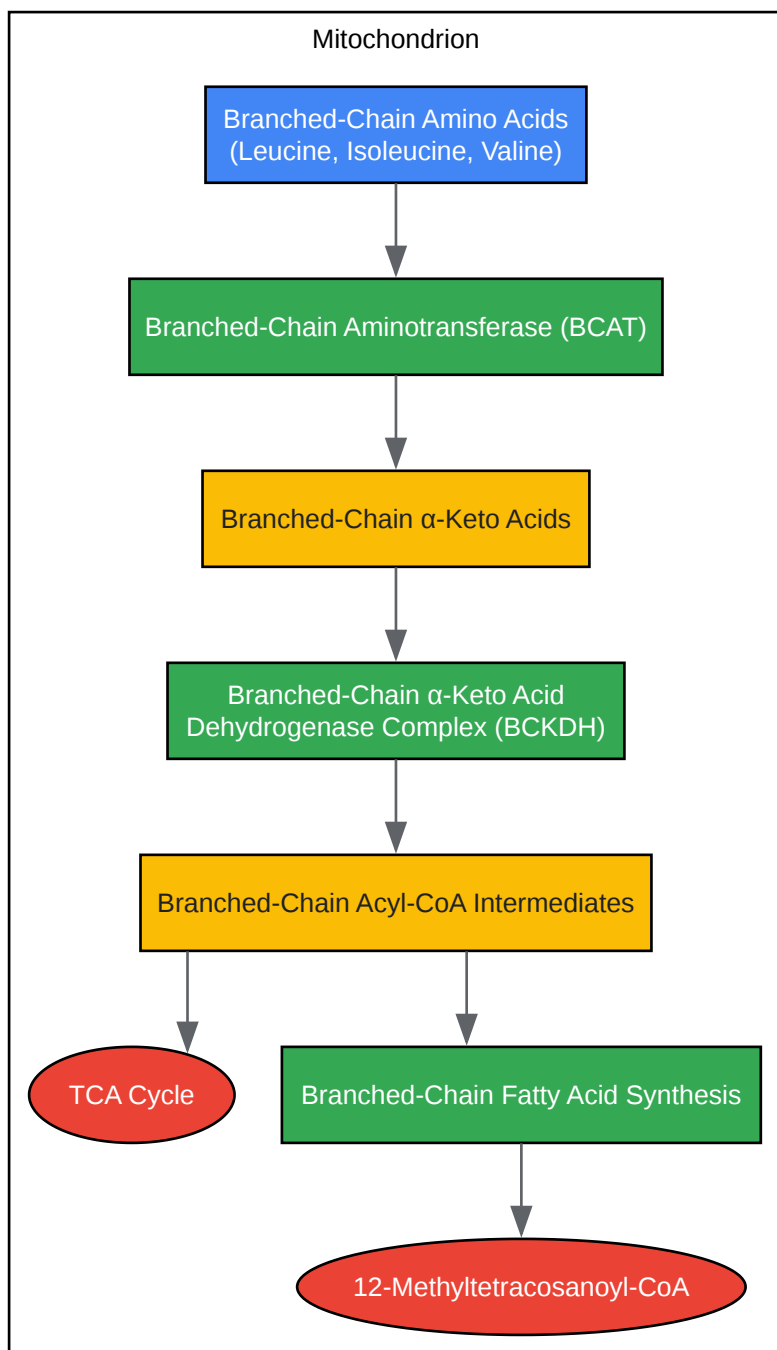 Mitochondrion
Branched-Chain Amino Acids
(Leucine, Isoleucine, Valine)
Branched-Chain Aminotransferase (BCAT)
Branched-Chain α-Keto Acids
Branched-Chain α-Keto Acid
Dehydrogenase Complex (BCKDH)
Branched-Chain Acyl-CoA Intermediates
TCA Cycle
Branched-Chain Fatty Acid Synthesis
12-Methyltetracosanoyl-CoA